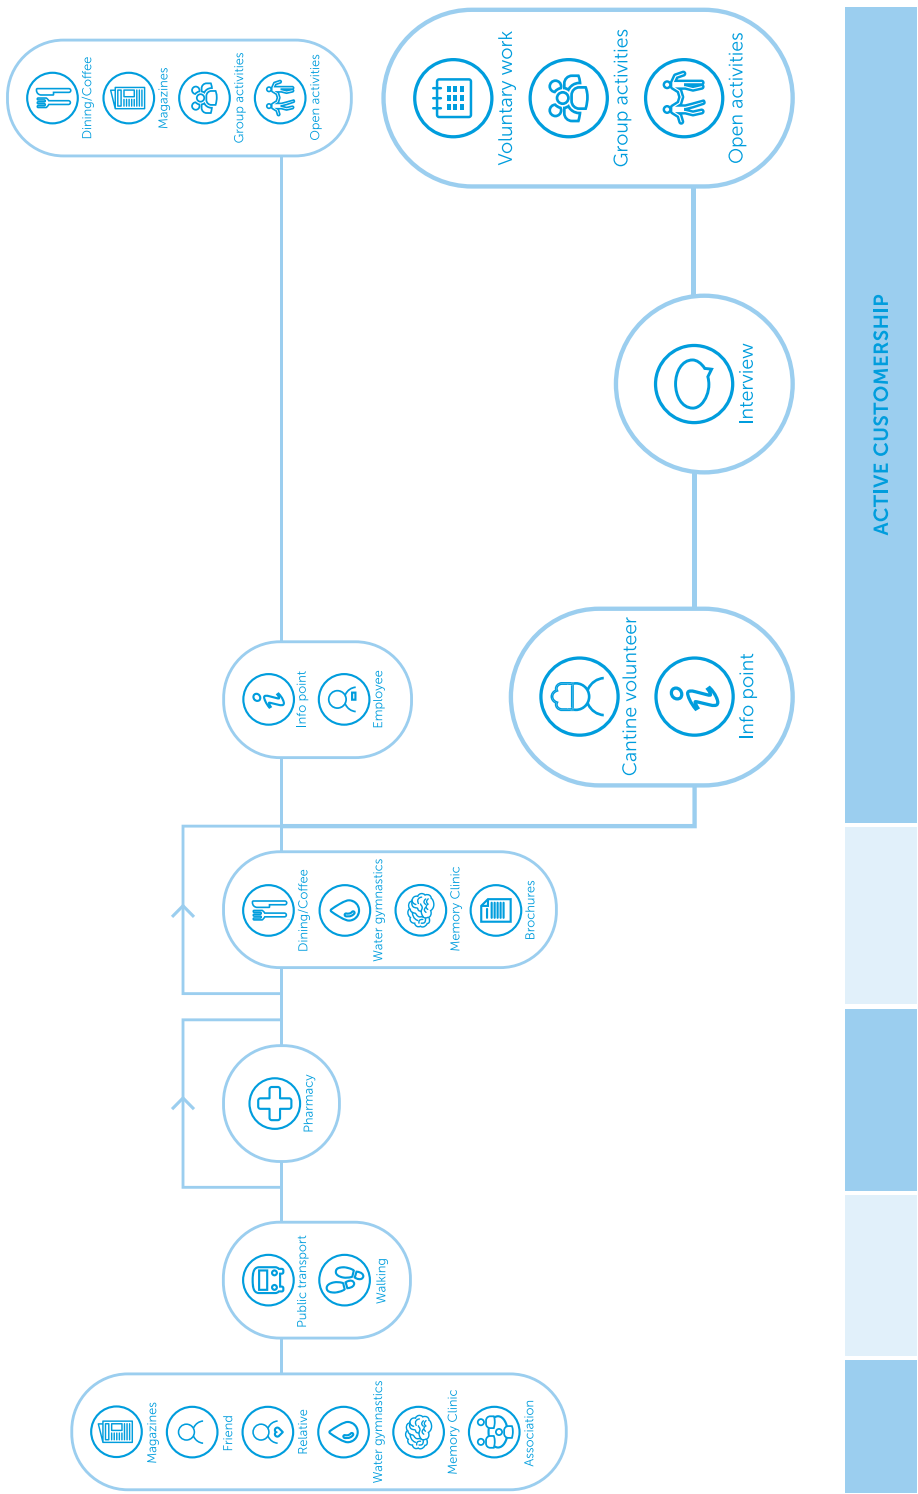 Magazines
Friend
Relative
Water gymnastics
Memory Clinic
Association
Public transport
Walking
Pharmacy
Dining/Coffee
Water gymnastics
Memory Clinic
Brochures
Info point
Employee
Dining/Coffee
Magazines
Group activities
Open activities
Cantine volunteer
Info point
Interview
Voluntary work
Group activities
Open activities
ACTIVE CUSTOMERSHIP